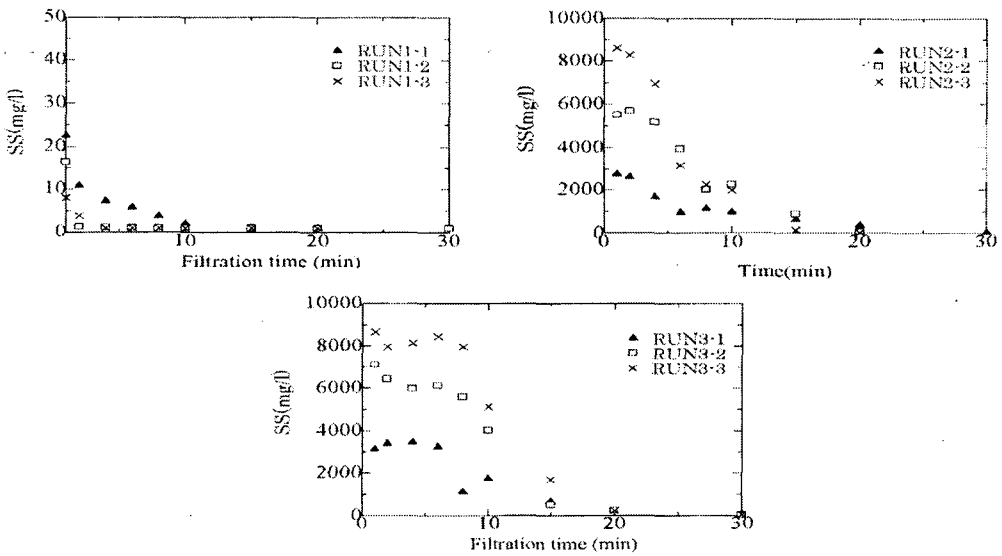 50
40
30
20
10
0
SS(mg/l)
▲ RUN1-1
□ RUN1-2
× RUN1-3
10 20 30
Filtration time (min)
10000
8000
6000
4000
2000
0
SS(mg/l)
▲ RUN2-1
□ RUN2-2
× RUN2-3
0 10 20 30
Time(min)
10000
8000
6000
4000
2000
0
SS(mg/l)
▲ RUN3-1
□ RUN3-2
× RUN3-3
0 10 20 30
Filtration time (min)